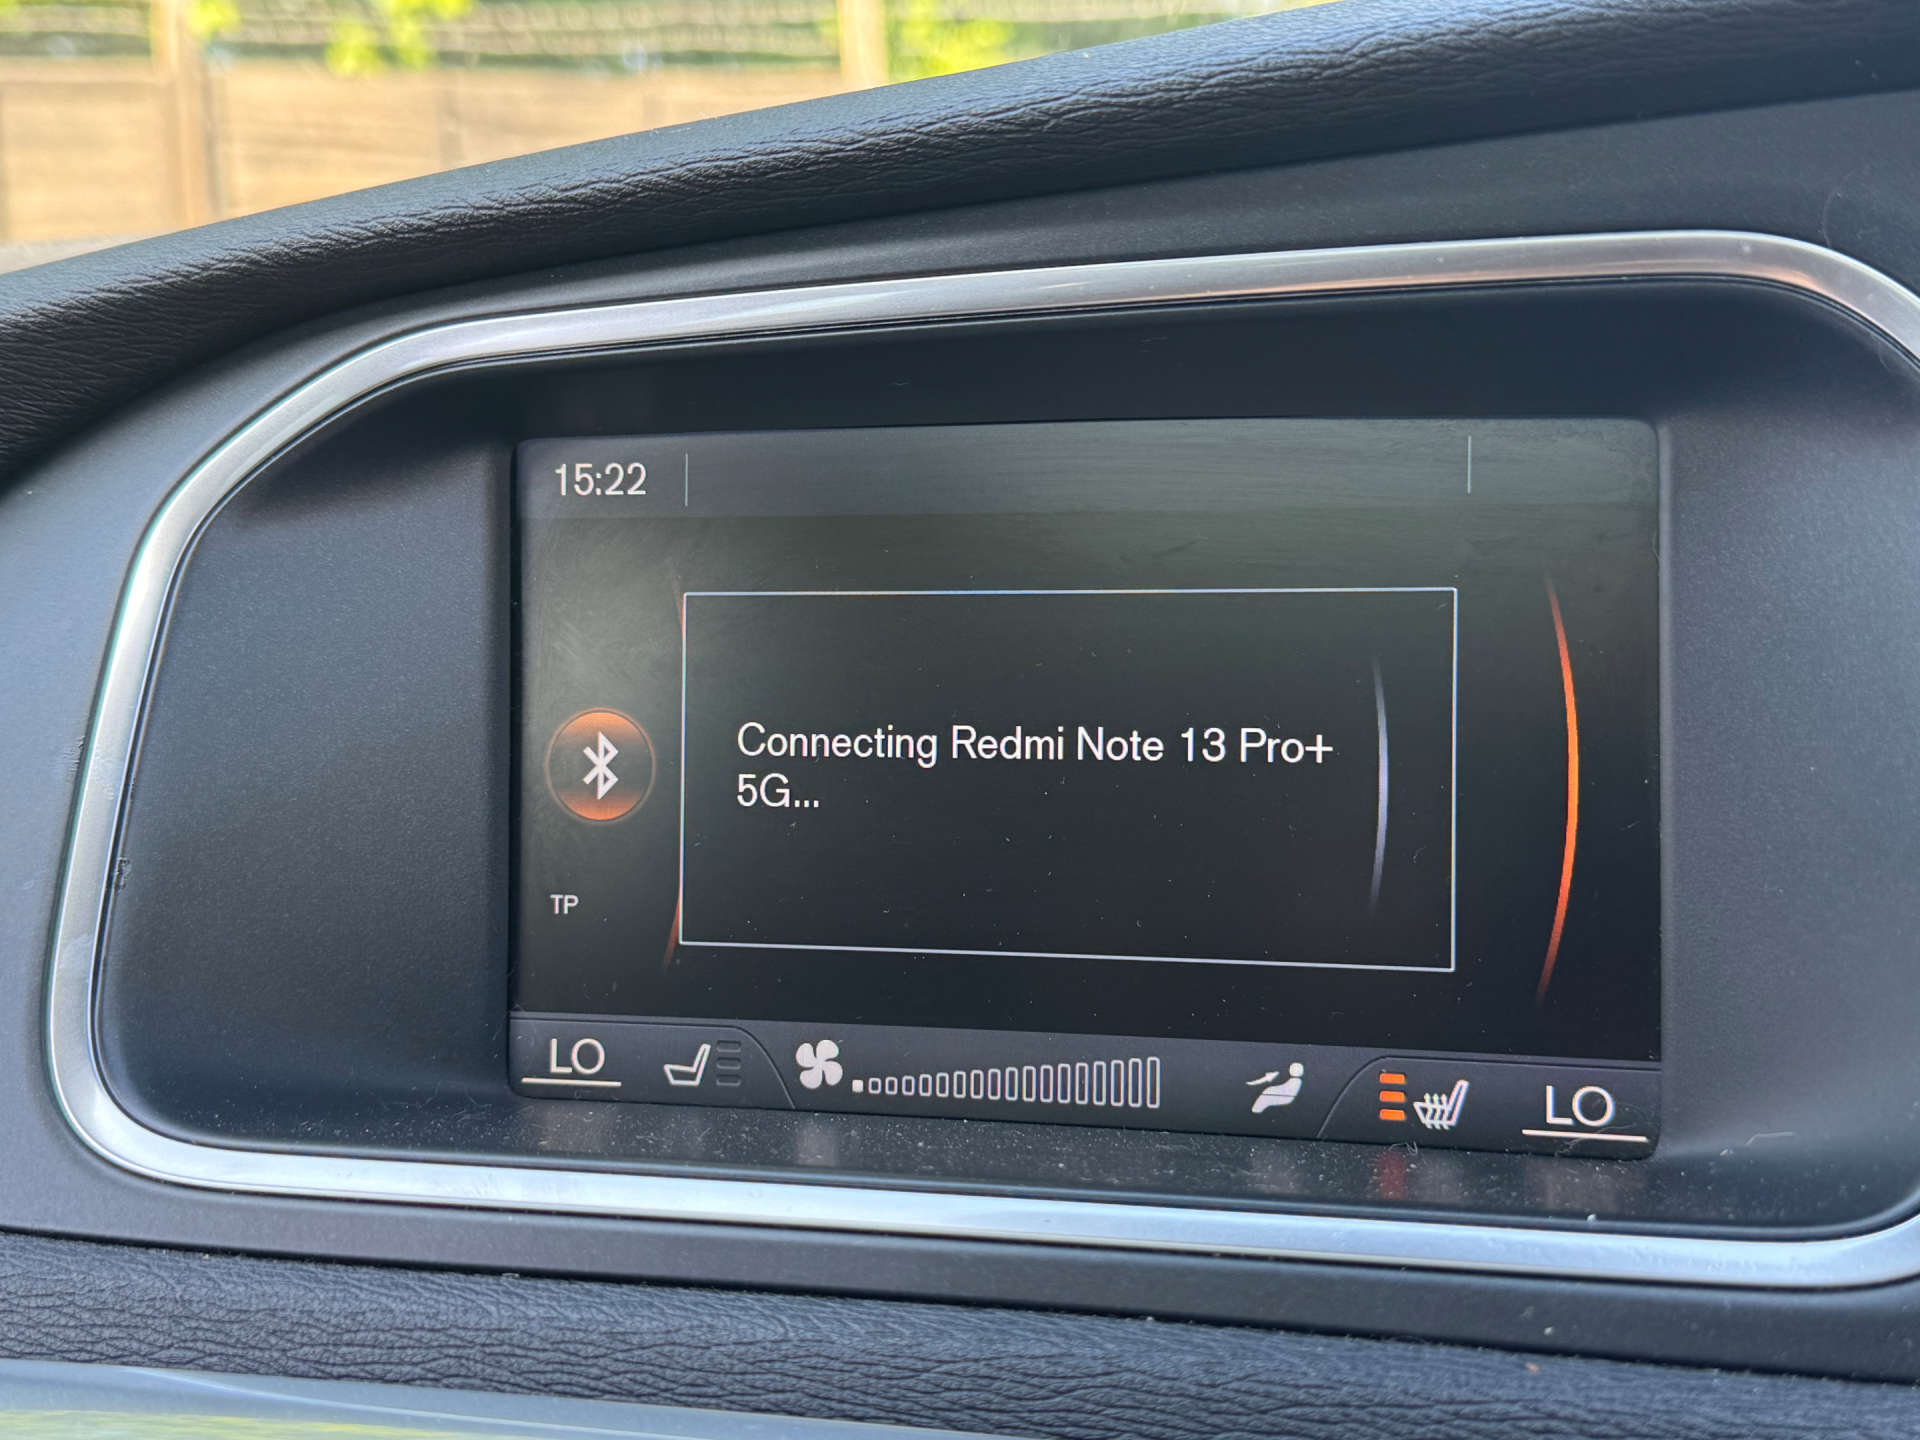 15:22
Connecting Redmi Note 13 Pro+
5G...
TP
LO
LO